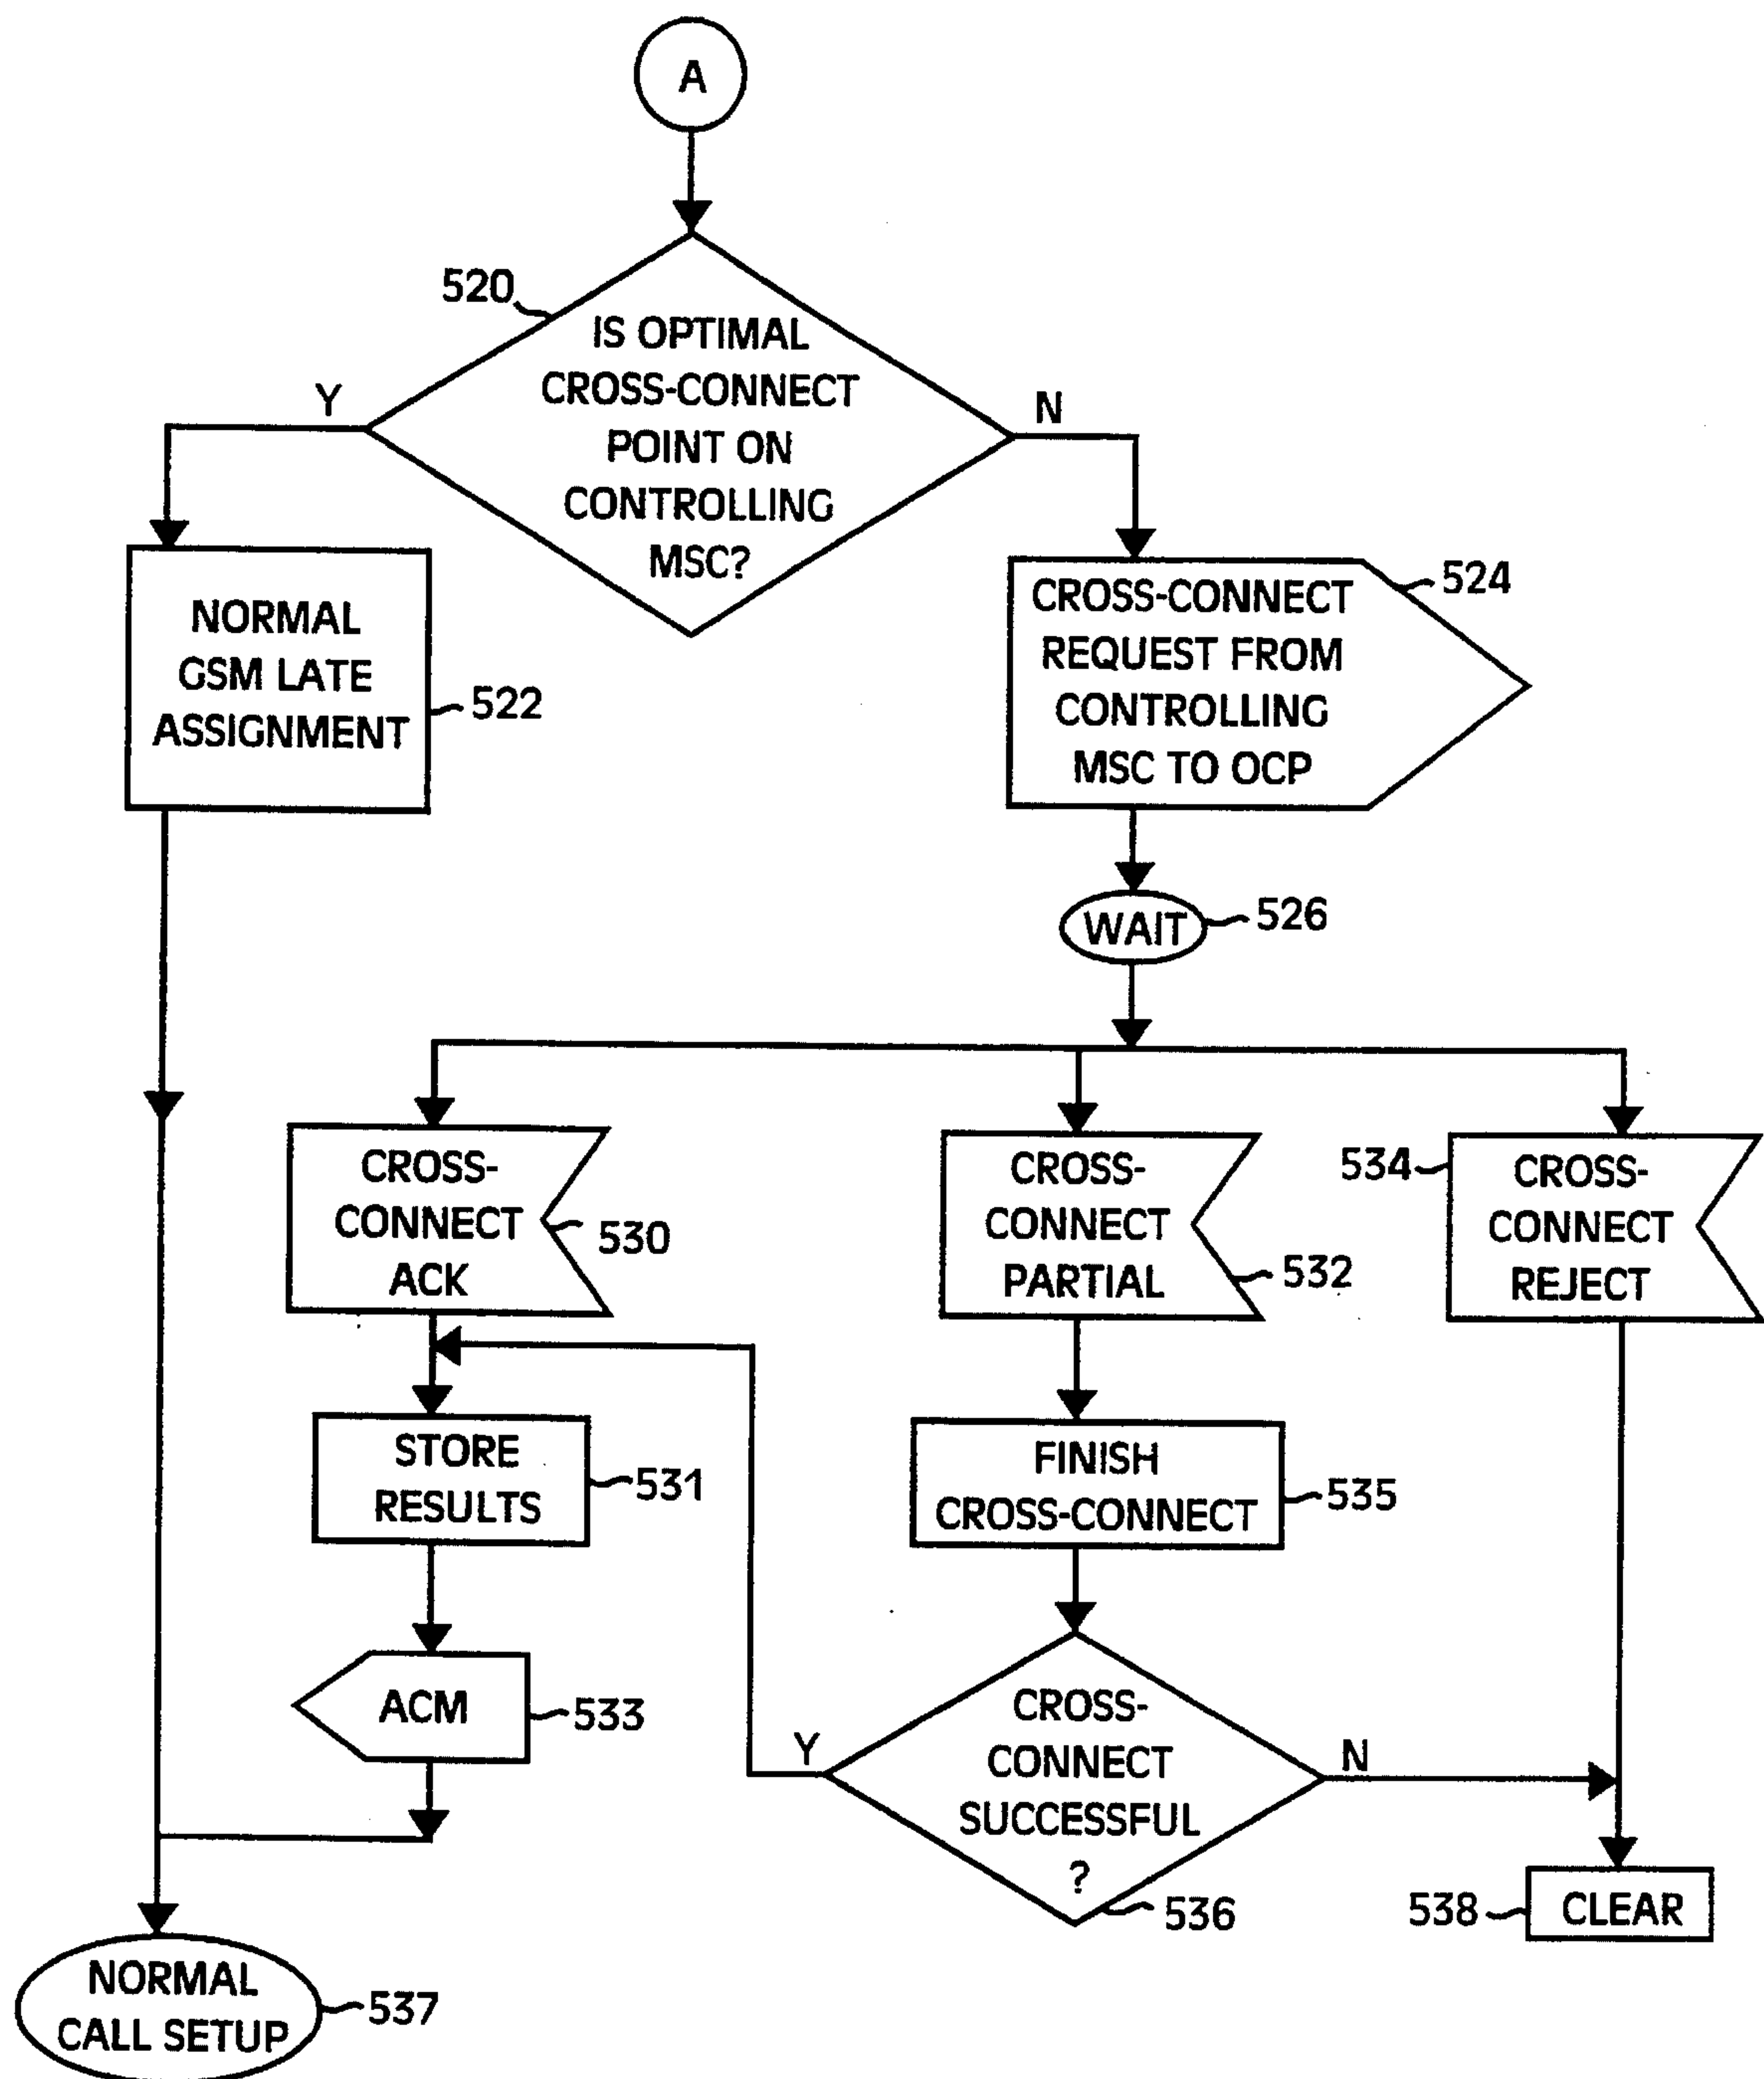 A
520
IS OPTIMAL
CROSS-CONNECT
POINT ON
CONTROLLING
MSC?
Y
N
NORMAL
GSM LATE
ASSIGNMENT
522
CROSS-CONNECT
REQUEST FROM
CONTROLLING
MSC TO OCP
524
WAIT
526
CROSS-
CONNECT
ACK
530
CROSS-
CONNECT
PARTIAL
532
534
CROSS-
CONNECT
REJECT
STORE
RESULTS
531
FINISH
CROSS-CONNECT
535
ACM
533
Y
CROSS-
CONNECT
SUCCESSFUL
?
N
536
538
CLEAR
NORMAL
CALL SETUP
537